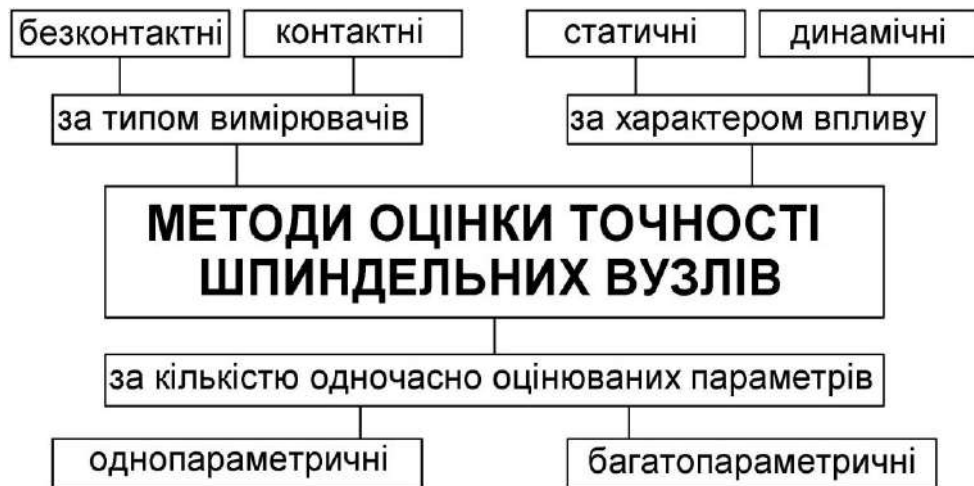 безконтактні
контактні
статичні
динамічні
за типом вимірювачів
за характером впливу
МЕТОДИ ОЦІНКИ ТОЧНОСТІ
ШПИНДЕЛЬНИХ ВУЗЛІВ
за кількістю одночасно оцінюваних параметрів
однопараметричні
багатопараметричні